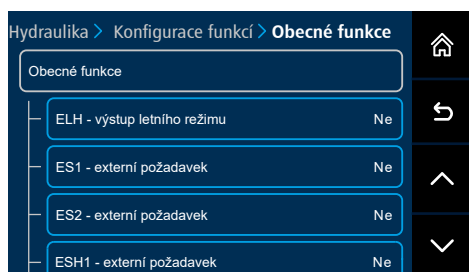 Hydraulika > Konfigurace funkcí > Obecné funkce
Obecné funkce
ELH - výstup letního režimu Ne
ES1 - externí požadavek Ne
ES2 - externí požadavek Ne
ESH1 - externí požadavek Ne